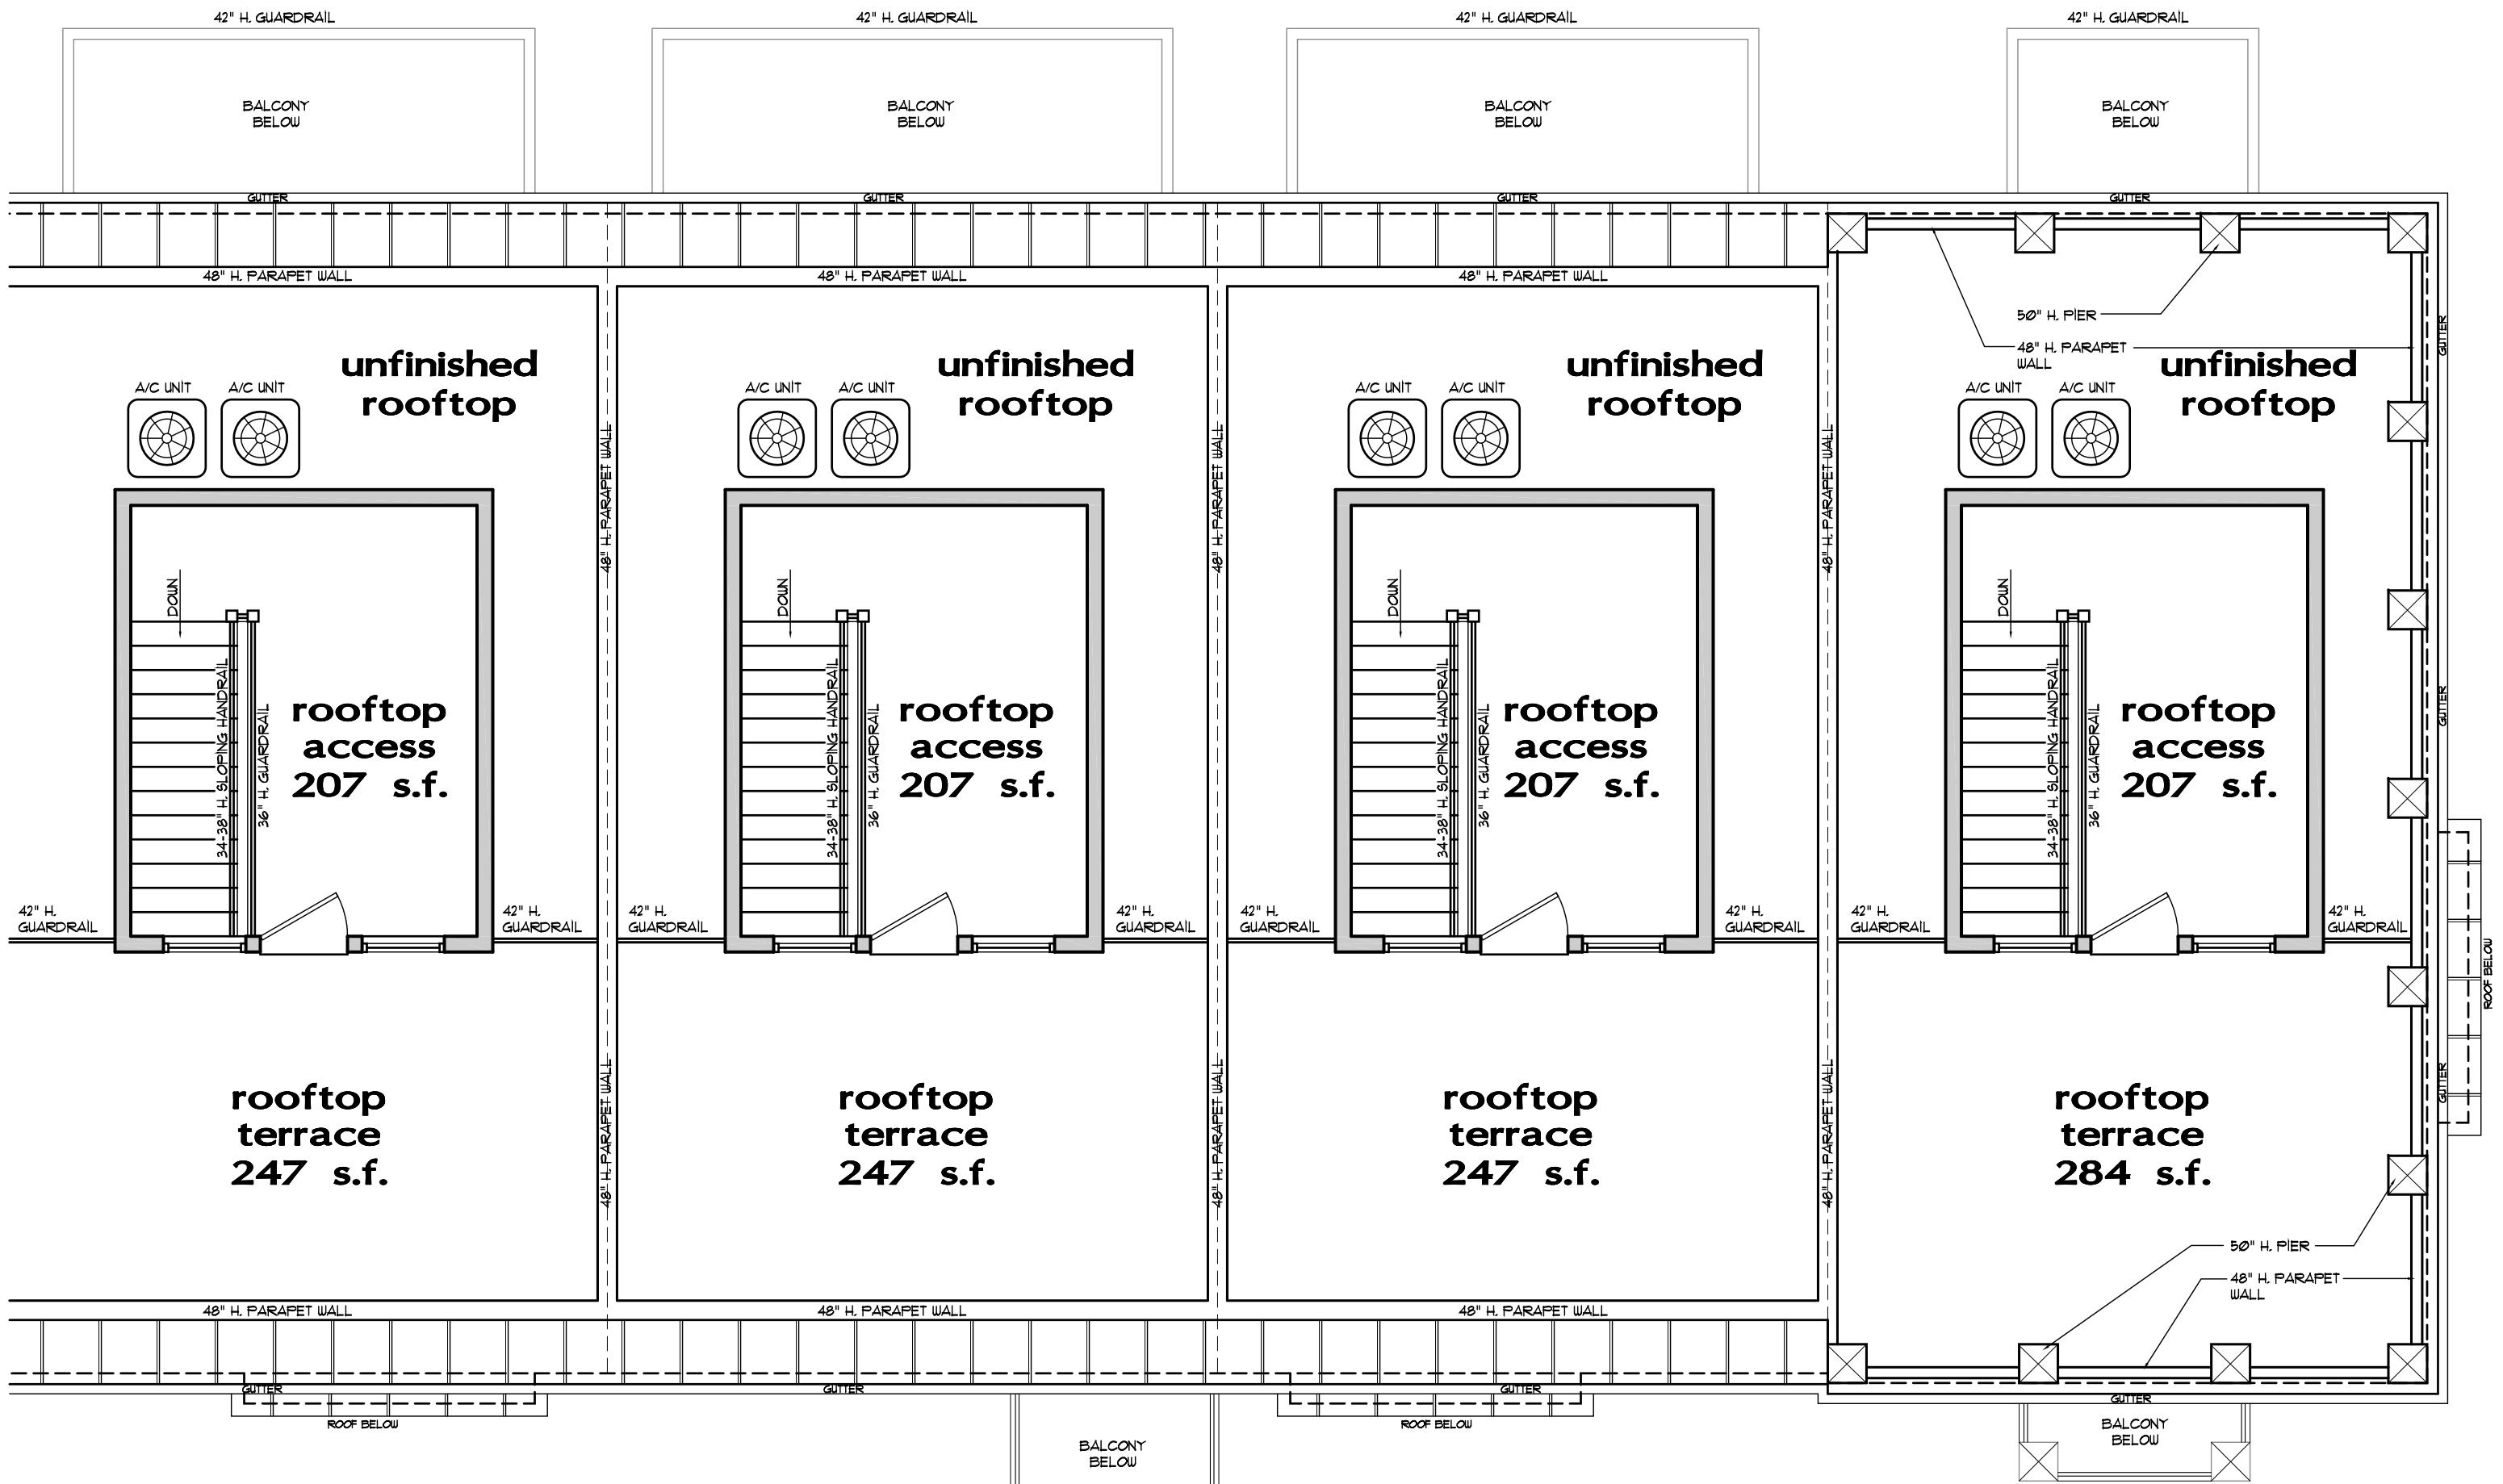 42" H. GUARDRAIL
42" H. GUARDRAIL
42" H. GUARDRAIL
42" H. GUARDRAIL
BALCONY
BELOW
BALCONY
BELOW
BALCONY
BELOW
BALCONY
BELOW
GUTTER
GUTTER
GUTTER
GUTTER
48" H. PARAPET WALL
48" H. PARAPET WALL
48" H. PARAPET WALL
50" H. PIER
48" H. PARAPET
WALL
GUTTER
unfinished
rooftop
unfinished
rooftop
unfinished
rooftop
unfinished
rooftop
A/C UNIT
A/C UNIT
A/C UNIT
A/C UNIT
A/C UNIT
A/C UNIT
A/C UNIT
A/C UNIT
48" H. PARAPET WALL
48" H. PARAPET WALL
48" H. PARAPET WALL
DOWN
DOWN
DOWN
DOWN
34-38" H. SLOPING HANDRAIL
36" H. GUARDRAIL
rooftop
access
207 s.f.
34-38" H. SLOPING HANDRAIL
36" H. GUARDRAIL
rooftop
access
207 s.f.
34-38" H. SLOPING HANDRAIL
36" H. GUARDRAIL
rooftop
access
207 s.f.
34-38" H. SLOPING HANDRAIL
36" H. GUARDRAIL
rooftop
access
207 s.f.
GUTTER
42" H.
GUARDRAIL
42" H.
GUARDRAIL
42" H.
GUARDRAIL
42" H.
GUARDRAIL
42" H.
GUARDRAIL
42" H.
GUARDRAIL
42" H.
GUARDRAIL
42" H.
GUARDRAIL
ROOF BELOW
rooftop
terrace
247 s.f.
48" H. PARAPET WALL
rooftop
terrace
247 s.f.
48" H. PARAPET WALL
rooftop
terrace
247 s.f.
48" H. PARAPET WALL
rooftop
terrace
284 s.f.
GUTTER
50" H. PIER
48" H. PARAPET
WALL
48" H. PARAPET WALL
48" H. PARAPET WALL
48" H. PARAPET WALL
GUTTER
GUTTER
GUTTER
GUTTER
ROOF BELOW
ROOF BELOW
BALCONY
BELOW
BALCONY
BELOW